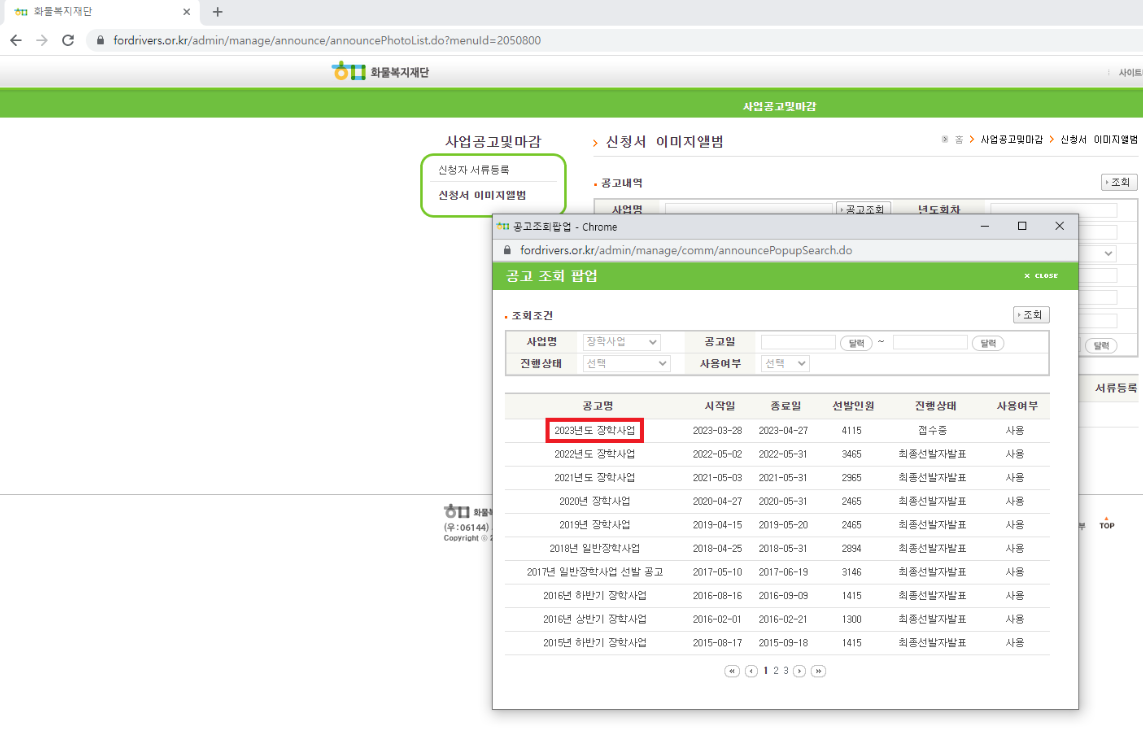 화물복지재단
fordrivers.or.kr/admin/manage/announce/announcePhotoList.do?menuId=2050800
화물복지재단
사이트
사업공고및마감
사업공고및마감
신청자 서류등록
신청서 이미지앨범
신청서 이미지앨범
홈 > 사업공고및마감 > 신청서 이미지앨범
공고내역
조회
사업명 공고조회 년도회차
공고조회팝업 - Chrome
fordrivers.or.kr/admin/manage/comm/announcePopupSearch.do
공고 조회 팝업
x CLOSE
조회조건
조회
사업명 장학사업 공고일 달력 ~ 달력
진행상태 선택 사용여부 선택
공고명 시작일 종료일 선발인원 진행상태 사용여부
2023년도 장학사업 2023-03-28 2023-04-27 4115 접수중 사용
2022년도 장학사업 2022-05-02 2022-05-31 3465 최종선발자발표 사용
2021년도 장학사업 2021-05-03 2021-05-31 2965 최종선발자발표 사용
2020년 장학사업 2020-04-27 2020-05-31 2465 최종선발자발표 사용
2019년 장학사업 2019-04-15 2019-05-20 2465 최종선발자발표 사용
2018년 일반장학사업 2018-04-25 2018-05-31 2894 최종선발자발표 사용
2017년 일반장학사업 선발 공고 2017-05-10 2017-06-19 3146 최종선발자발표 사용
2016년 하반기 장학사업 2016-08-16 2016-09-09 1415 최종선발자발표 사용
2016년 상반기 장학사업 2016-02-01 2016-02-21 1300 최종선발자발표 사용
2015년 하반기 장학사업 2015-08-17 2015-09-18 1415 최종선발자발표 사용
1 2 3
달력
서류등록
화물복
(우:06144)
Copyright ©
부
TOP